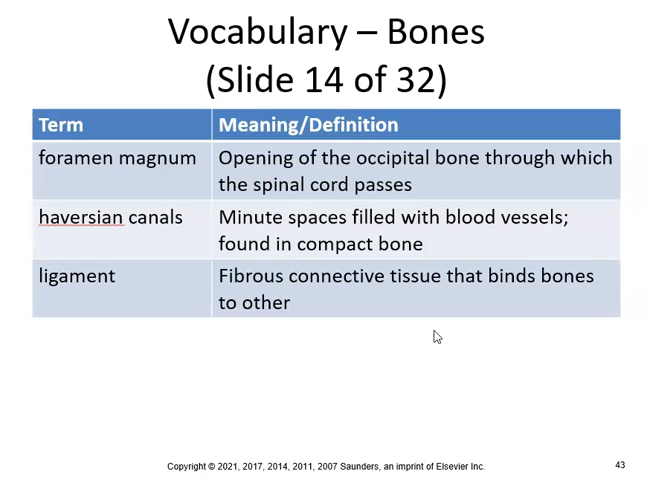 Vocabulary – Bones
(Slide 14 of 32)
Term Meaning/Definition
foramen magnum Opening of the occipital bone through which
the spinal cord passes
haversian canals Minute spaces filled with blood vessels;
found in compact bone
ligament Fibrous connective tissue that binds bones
to other
Copyright © 2021, 2017, 2014, 2011, 2007 Saunders, an imprint of Elsevier Inc. 43